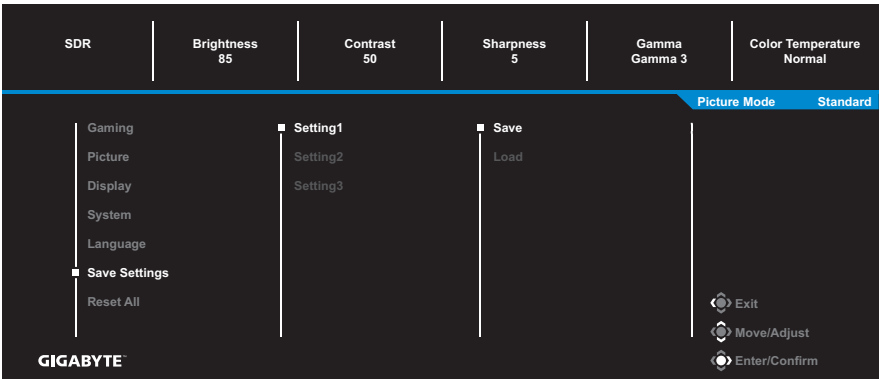 SDR
Brightness
85
Contrast
50
Sharpness
5
Gamma
Gamma 3
Color Temperature
Normal
Picture Mode Standard
Gaming
Picture
Display
System
Language
Save Settings
Reset All
Setting1
Setting2
Setting3
Save
Load
Exit
Move/Adjust
Enter/Confirm
GIGABYTE™